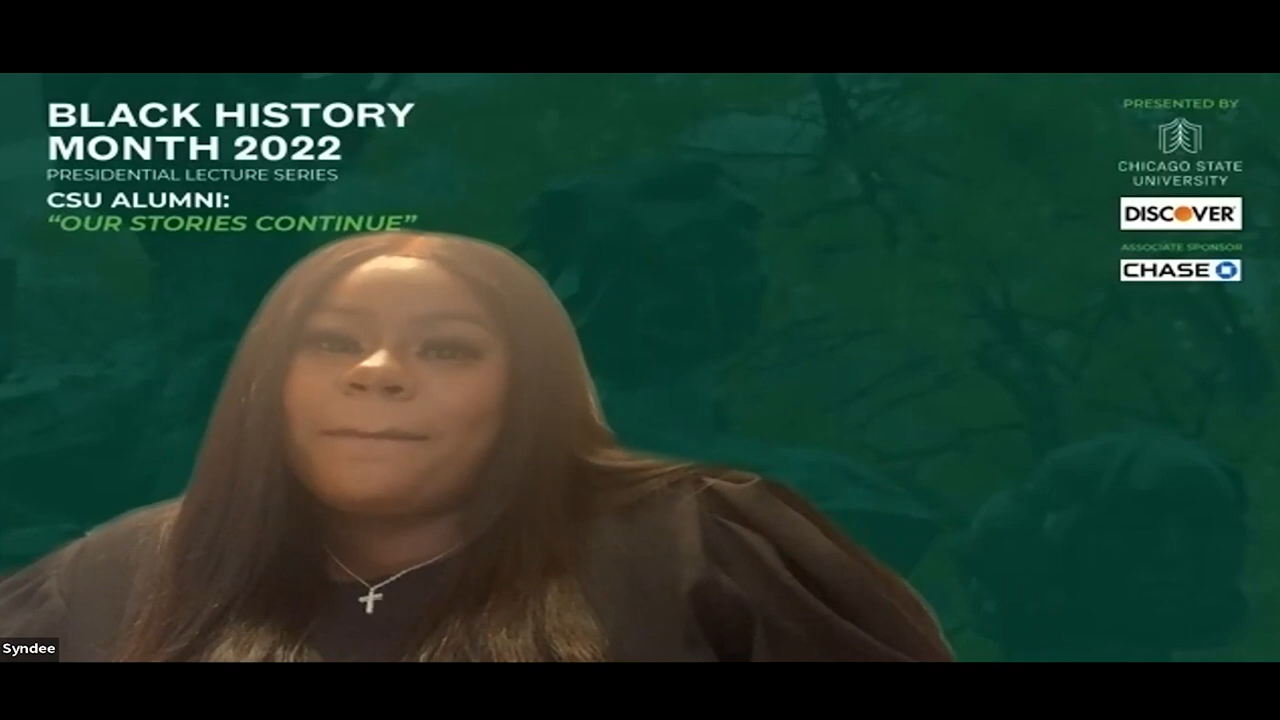 BLACK HISTORY
MONTH 2022
PRESIDENTIAL LECTURE SERIES
CSU ALUMNI:
“OUR STORIES CONTINUE”
PRESENTED BY
CHICAGO STATE
UNIVERSITY
DISCOVER
ASSOCIATE SPONSOR
CHASE
Syndee